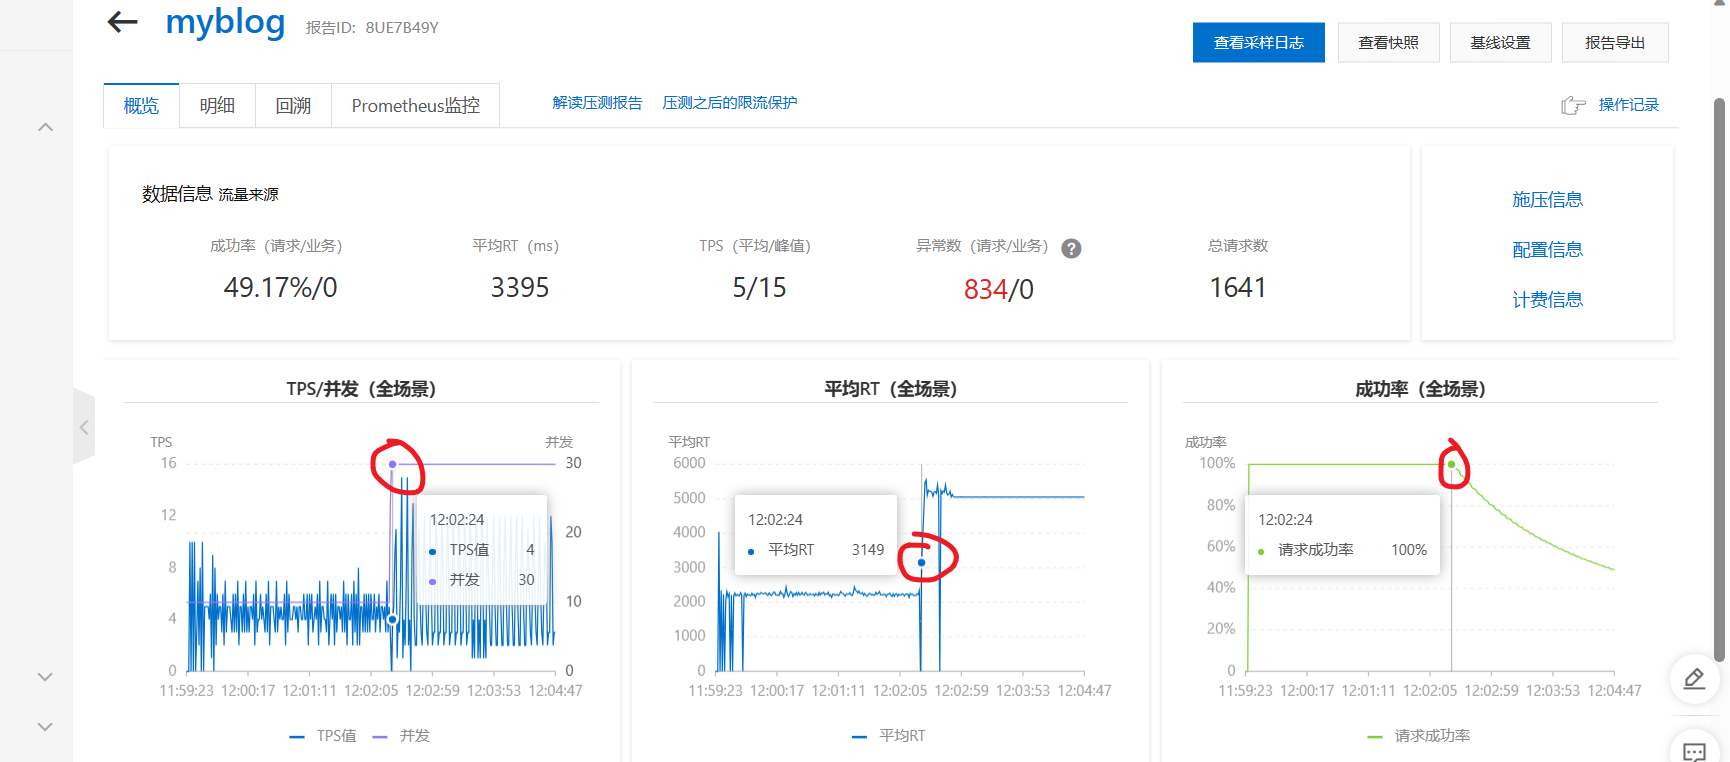 myblog 报告ID: 8UE7B49Y
查看采样日志 查看快照 基线设置 报告导出
概览 明细 回溯 Prometheus监控 解读压测报告 压测之后的限流保护 操作记录
数据信息 流量来源
成功率（请求/业务） 平均RT（ms） TPS（平均/峰值） 异常数（请求/业务） ? 总请求数
49.17%/0 3395 5/15 834/0 1641
施压信息
配置信息
计费信息
TPS/并发（全场景）
TPS 并发
16 30
12 20
8
4 10
0 0
12:02:24
TPS值 4
并发 30
11:59:23 12:00:17 12:01:11 12:02:05 12:02:59 12:03:53 12:04:47
TPS值 并发
平均RT（全场景）
平均RT
6000
5000
4000
3000
2000
1000
0
12:02:24
平均RT 3149
11:59:23 12:00:17 12:01:11 12:02:05 12:02:59 12:03:53 12:04:47
平均RT
成功率（全场景）
成功率
100%
80%
60%
40%
20%
0
12:02:24
请求成功率 100%
11:59:23 12:00:17 12:01:11 12:02:05 12:02:59 12:03:53 12:04:47
请求成功率